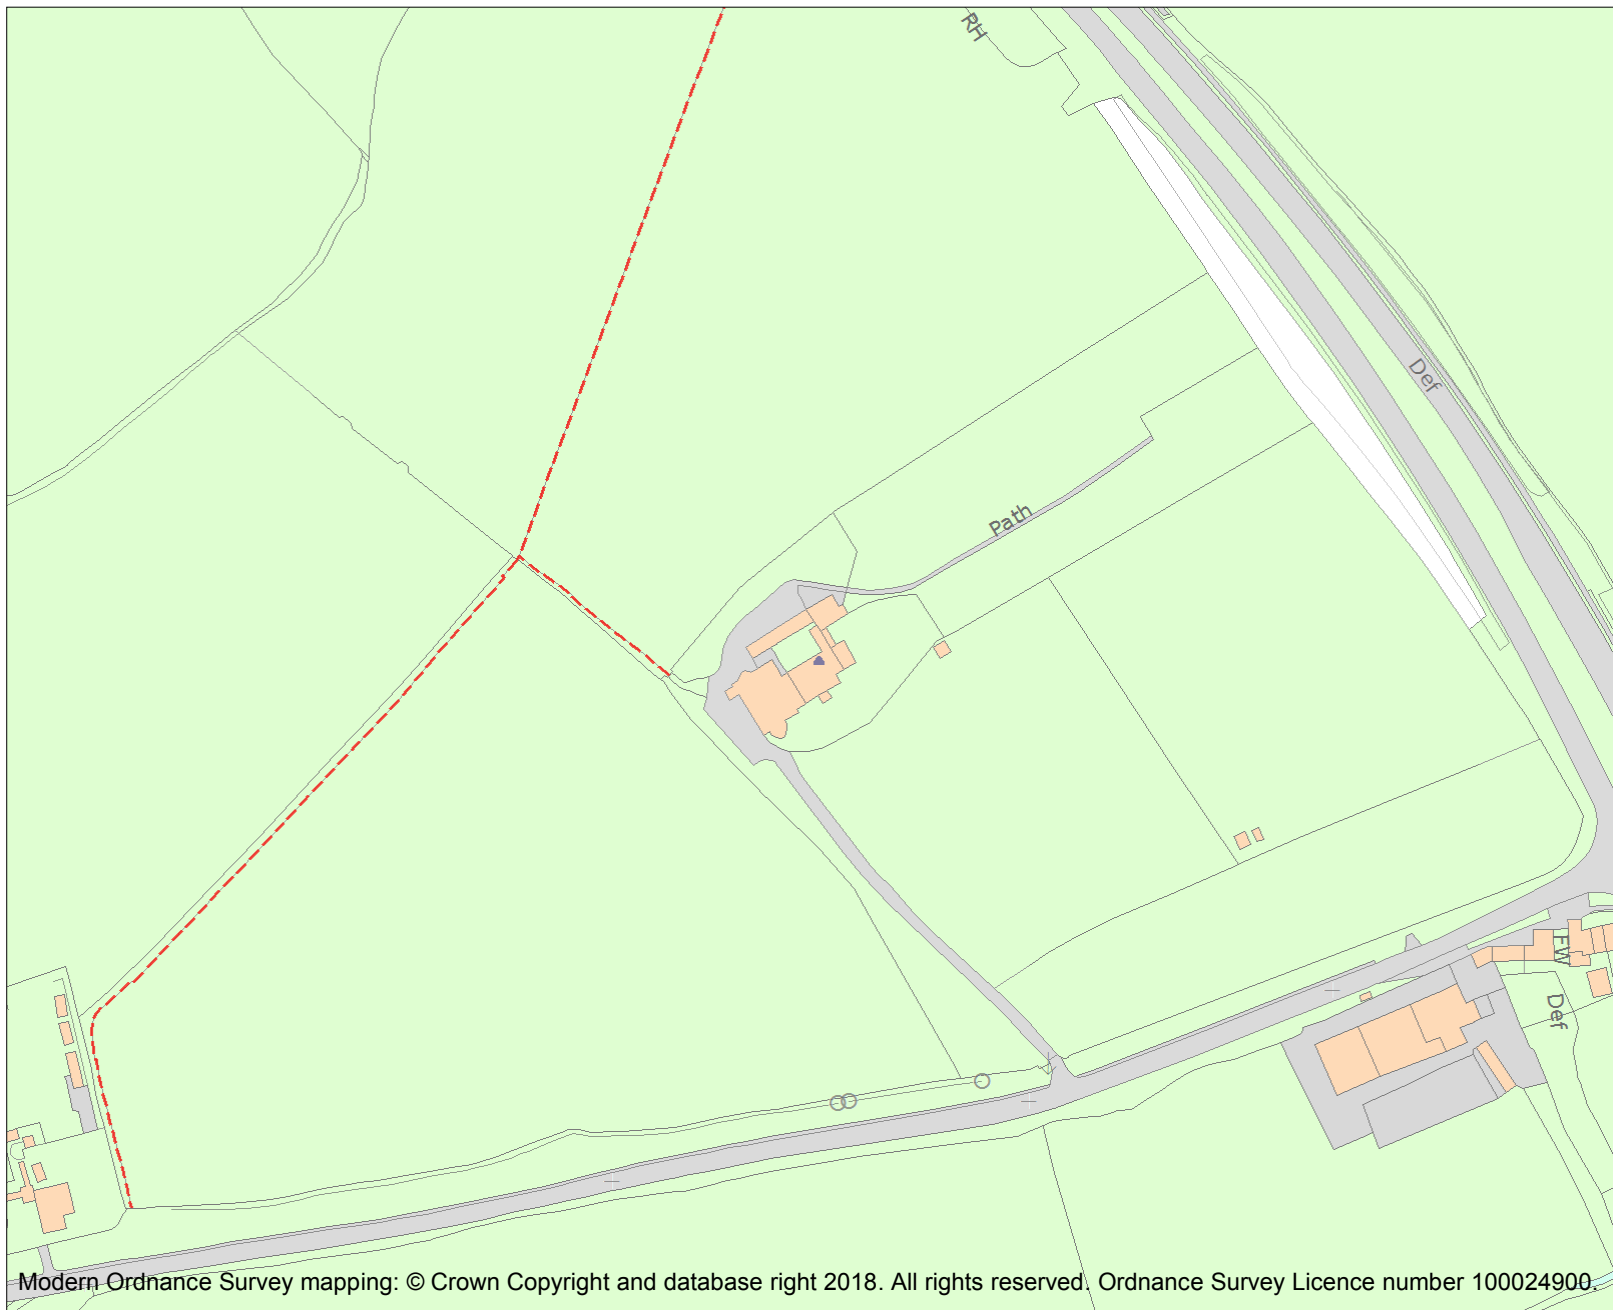 RH
Def
Path
FW
Def
Modern Ordnance Survey mapping: © Crown Copyright and database right 2018. All rights reserved. Ordnance Survey Licence number 100024900.